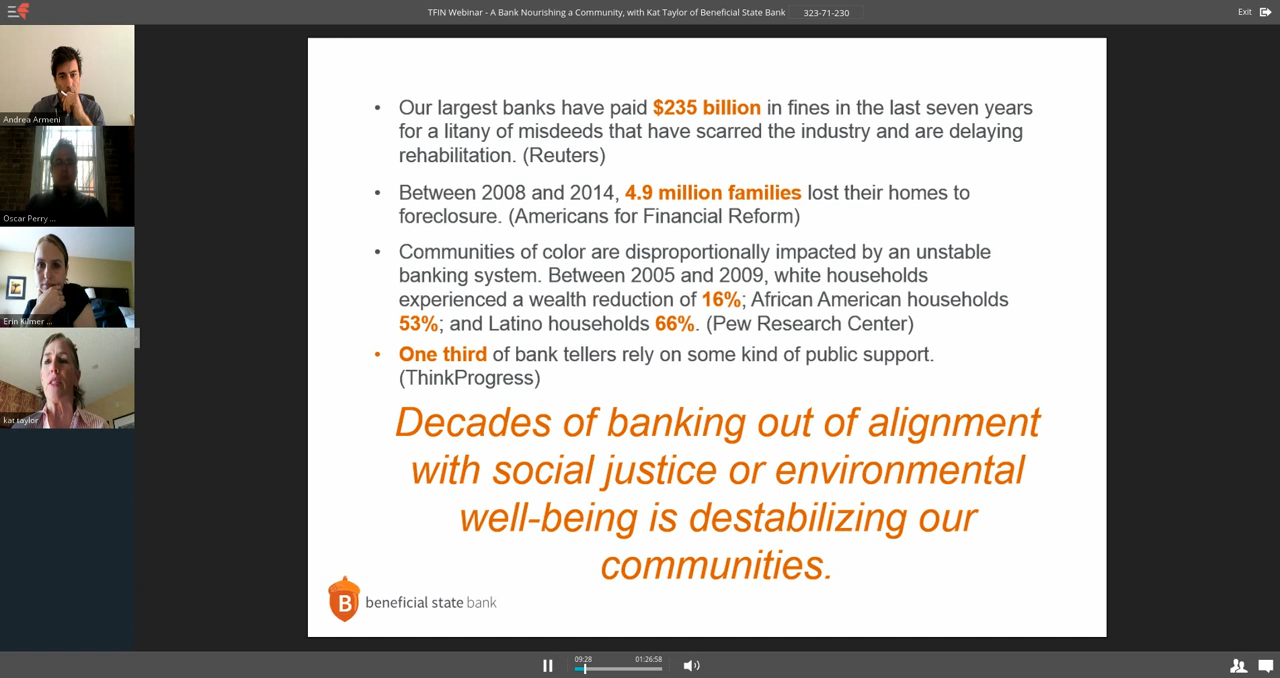 TFIN Webinar - A Bank Nourishing a Community, with Kat Taylor of Beneficial State Bank
323-71-230
Exit
Andrea Armeni
Oscar Perry ...
Erin Kilmer ...
kat taylor
• Our largest banks have paid $235 billion in fines in the last seven years
for a litany of misdeeds that have scarred the industry and are delaying
rehabilitation. (Reuters)
• Between 2008 and 2014, 4.9 million families lost their homes to
foreclosure. (Americans for Financial Reform)
• Communities of color are disproportionally impacted by an unstable
banking system. Between 2005 and 2009, white households
experienced a wealth reduction of 16%; African American households
53%; and Latino households 66%. (Pew Research Center)
• One third of bank tellers rely on some kind of public support.
(ThinkProgress)
Decades of banking out of alignment
with social justice or environmental
well-being is destabilizing our
communities.
B
beneficial state bank
09:28
01:26:58